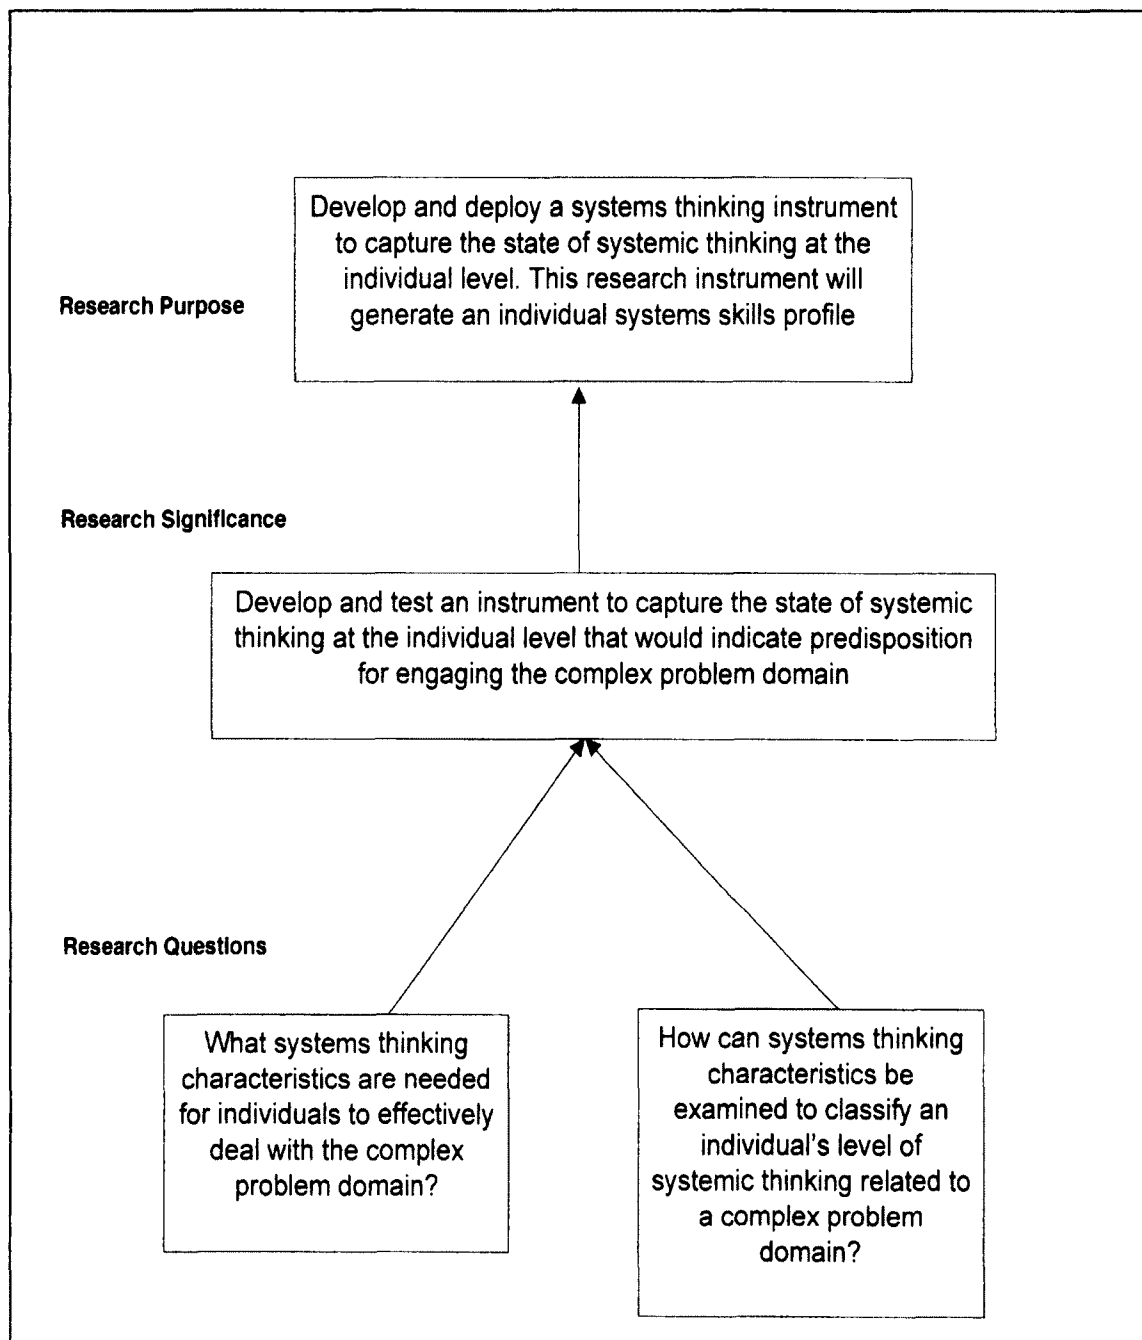 Develop and deploy a systems thinking instrument
to capture the state of systemic thinking at the
individual level. This research instrument will
generate an individual systems skills profile
Research Purpose
Research Significance
Develop and test an instrument to capture the state of systemic
thinking at the individual level that would indicate predisposition
for engaging the complex problem domain
Research Questions
What systems thinking
characteristics are needed
for individuals to effectively
deal with the complex
problem domain?
How can systems thinking
characteristics be
examined to classify an
individual's level of
systemic thinking related to
a complex problem
domain?